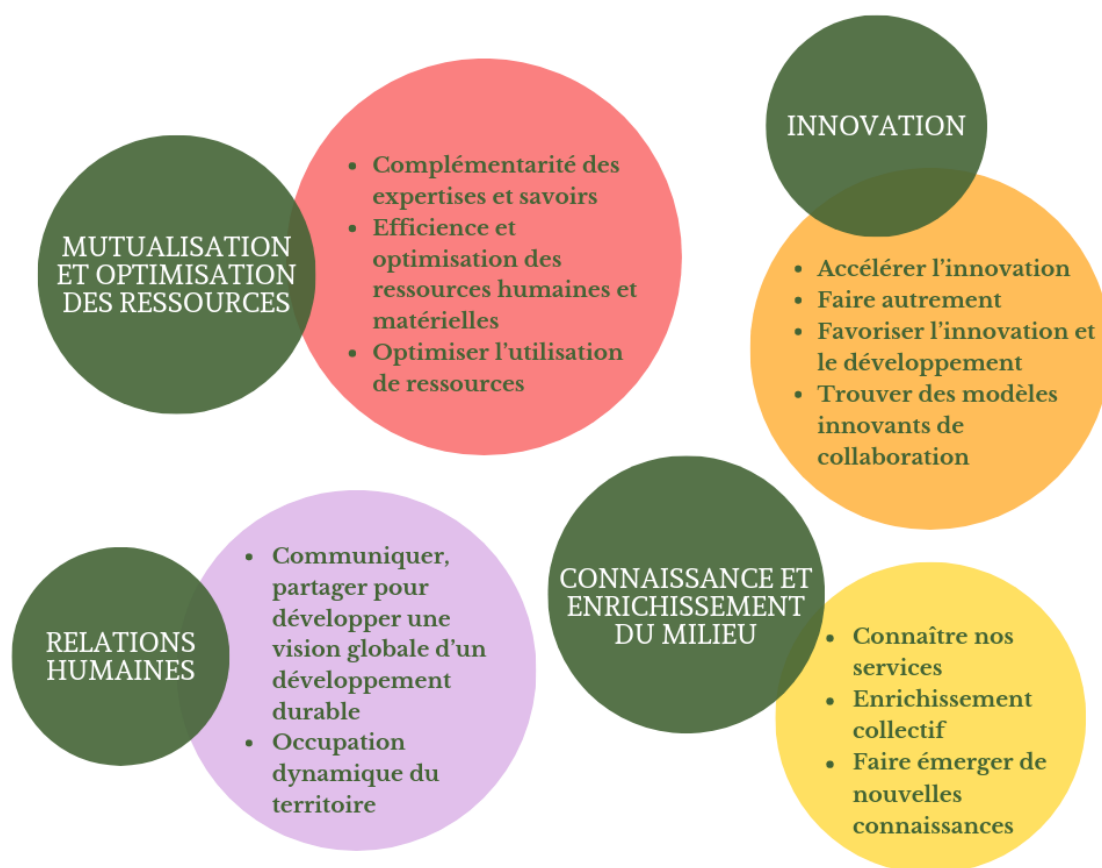 MUTUALISATION
ET OPTIMISATION
DES RESSOURCES
• Complémentarité des
expertises et savoirs
• Efficience et
optimisation des
ressources humaines et
matérielles
• Optimiser l’utilisation
de ressources
INNOVATION
• Accélérer l’innovation
• Faire autrement
• Favoriser l’innovation et
le développement
• Trouver des modèles
innovants de
collaboration
RELATIONS
HUMAINES
• Communiquer,
partager pour
développer une
vision globale d’un
développement
durable
• Occupation
dynamique du
territoire
CONNAISSANCE ET
ENRICHISSEMENT
DU MILIEU
• Connaître nos
services
• Enrichissement
collectif
• Faire émerger de
nouvelles
connaissances